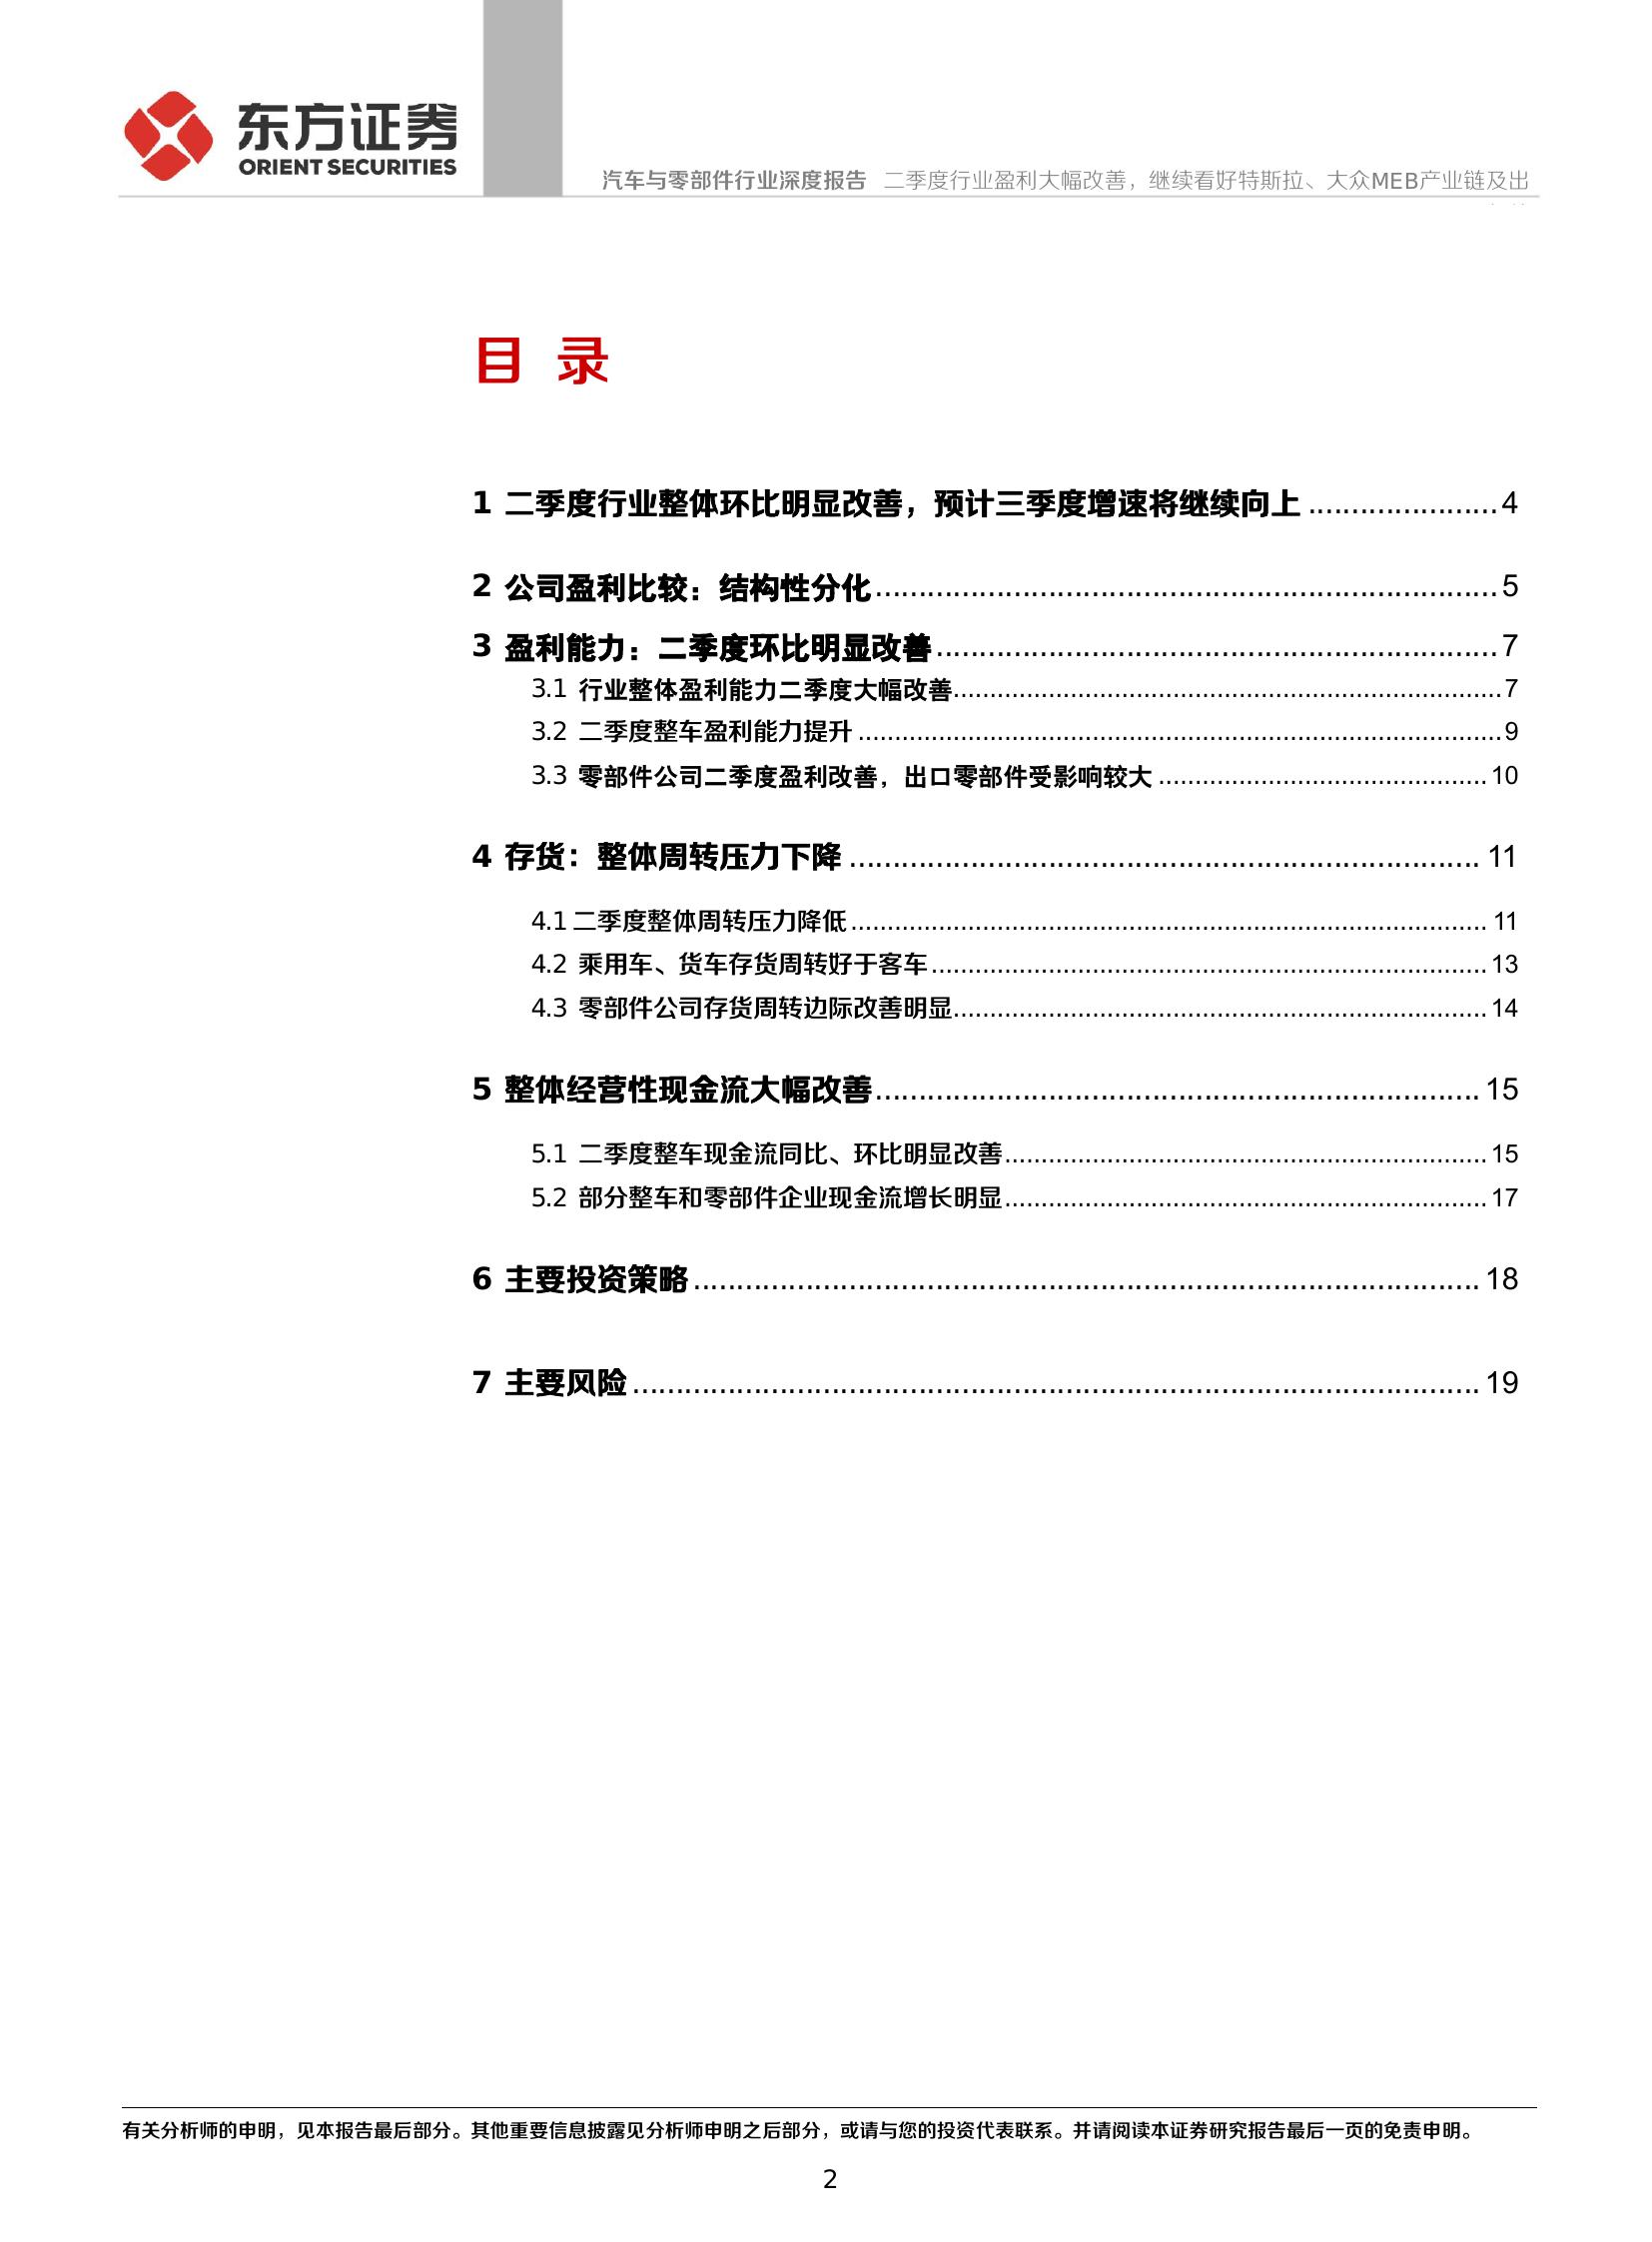 东方证券
ORIENT SECURITIES
汽车与零部件行业深度报告 二季度行业盈利大幅改善，继续看好特斯拉、大众MEB产业链及出
目 录
1 二季度行业整体环比明显改善，预计三季度增速将继续向上 ..................... 4
2 公司盈利比较：结构性分化 ........................................................................ 5
3 盈利能力：二季度环比明显改善 ................................................................. 7
3.1 行业整体盈利能力二季度大幅改善 ........................................................................... 7
3.2 二季度整车盈利能力提升 ........................................................................................ 9
3.3 零部件公司二季度盈利改善，出口零部件受影响较大 ............................................. 10
4 存货：整体周转压力下降 ......................................................................... 11
4.1 二季度整体周转压力降低 ....................................................................................... 11
4.2 乘用车、货车存货周转好于客车 ............................................................................ 13
4.3 零部件公司存货周转边际改善明显 ......................................................................... 14
5 整体经营性现金流大幅改善 ...................................................................... 15
5.1 二季度整车现金流同比、环比明显改善 .................................................................. 15
5.2 部分整车和零部件企业现金流增长明显 .................................................................. 17
6 主要投资策略 ........................................................................................... 18
7 主要风险 .................................................................................................. 19
有关分析师的申明，见本报告最后部分。其他重要信息披露见分析师申明之后部分，或请与您的投资代表联系。并请阅读本证券研究报告最后一页的免责申明。
2